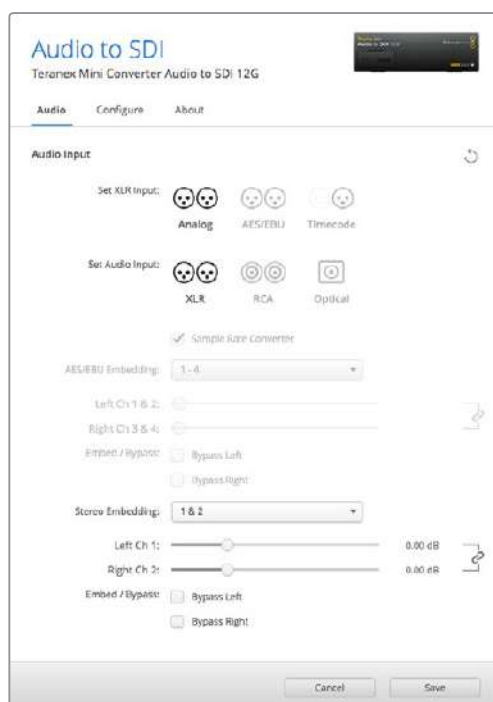 Audio to SDI
Teranex Mini Converter Audio to SDI 12G
Audio Configure About
Audio Input
Set XLR Input:
Analog AES/EBU Timecode
Set Audio Input:
XLR RCA Optical
Sample Rate Converter
AES/EBU Embedding: 1 - 4
Left Ch 1 & 2:
Right Ch 3 & 4:
Embed / Bypass: Bypass Left
Bypass Right
Stereo Embedding: 1 & 2
Left Ch 1: 0.00 dB
Right Ch 2: 0.00 dB
Embed / Bypass: Bypass Left
Bypass Right
Cancel Save